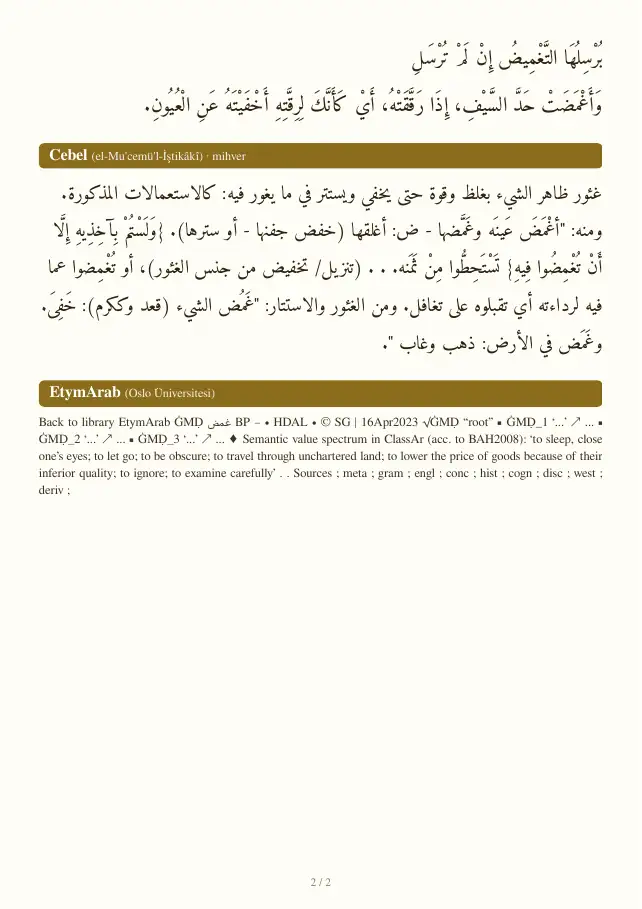 يُرْسِلُهَا التَّغْمِيضُ إِنْ لَمْ تُرْسَلِ
وَأَغْمَضَتْ حَدَّ السَّيْفِ، إِذَا رَقَّقَتْهُ، أَيْ كَأَنَّكَ لِرِقَّتِهِ أَخْفَيْتَهُ عَنِ الْعُيُونِ.
Cebel (el-Mu'cemü'l-İştikākī) · mihver
غئور ظاهر الشيء بغلظ وقوة حتى يخفي ويستتر في ما يغور فيه: كالاستعمالات المذكورة.
ومنه: "أغْمَضَ عَينَه وغَمَّضها - ض: أغلقها (خفض جفنها - أو سترها). {وَلَسْتُمْ بِآخِذِيهِ إِلَّا
أَنْ تُغْمِضُوا فِيهِ} تَسْتَحِطُّوا مِنْ ثَمَنَه. . . (تنزيل/ تخفيض من جنس الغئور)، أو تُغْمِضوا عما
فيه لرداءته أي تقبلوه على تغافل. ومن الغئور والاستتار: "غَمُض الشيء (قعد وككرم): خَفِىَ.
وغَمَض في الأرض: ذهب وغاب ".
EtymArab (Oslo Üniversitesi)
Back to library EtymArab ĠMḌ غمض BP – • HDAL • © SG | 16Apr2023 √ĠMḌ “root” ▪ ĠMḌ_1 ‘...’ ↗ ... ▪
ĠMḌ_2 ‘...’ ↗ ... ▪ ĠMḌ_3 ‘...’ ↗ ... ♦ Semantic value spectrum in ClassAr (acc. to BAH2008): ‘to sleep, close
one’s eyes; to let go; to be obscure; to travel through unchartered land; to lower the price of goods because of their
inferior quality; to ignore; to examine carefully’ . . Sources ; meta ; gram ; engl ; conc ; hist ; cogn ; disc ; west ;
deriv ;
2 / 2